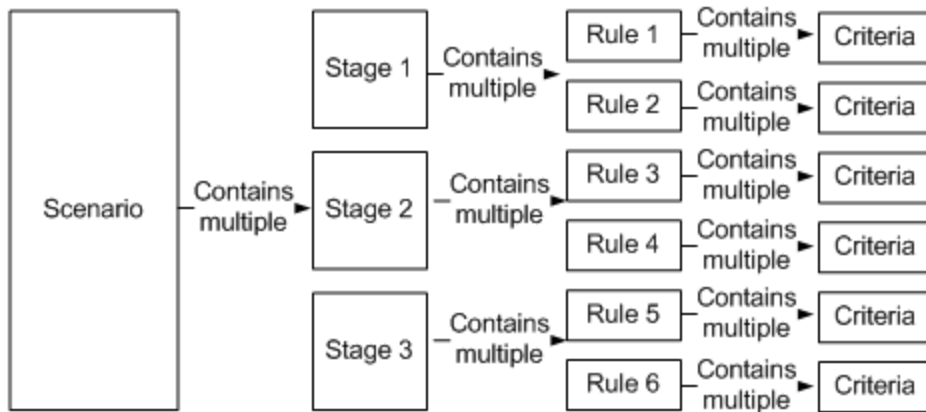 Scenario
Contains
multiple
Stage 1
Contains
multiple
Rule 1
Contains
multiple
Criteria
Rule 2
Contains
multiple
Criteria
Stage 2
Contains
multiple
Rule 3
Contains
multiple
Criteria
Rule 4
Contains
multiple
Criteria
Stage 3
Contains
multiple
Rule 5
Contains
multiple
Criteria
Rule 6
Contains
multiple
Criteria